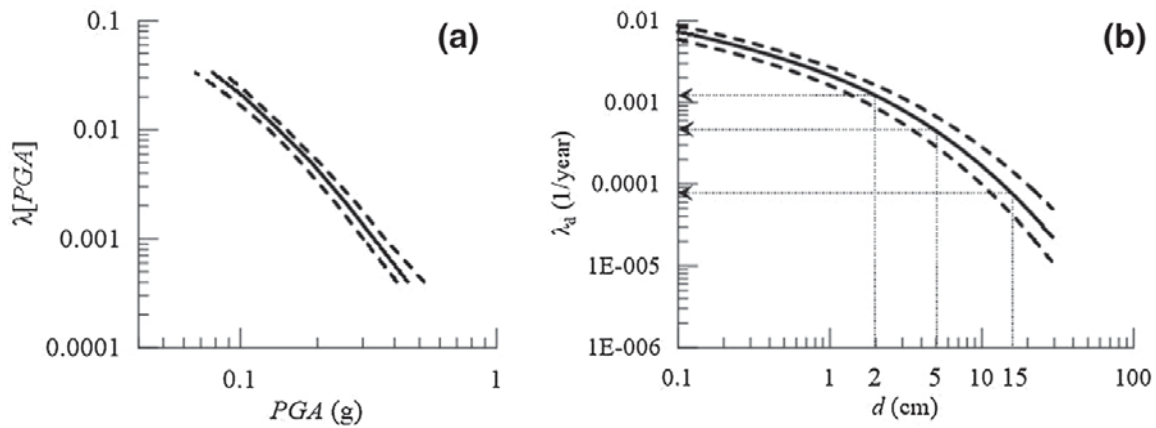 0.1
(a)
0.01
0.001
0.0001
λ[PGA]
0.1
1
PGA (g)
0.01
(b)
0.001
0.0001
1E-005
1E-006
λd (1/year)
0.1
1
2
5
10
15
100
d (cm)